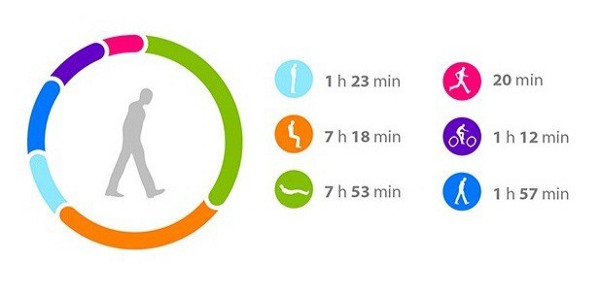 1 h 23 min
20 min
7 h 18 min
1 h 12 min
7 h 53 min
1 h 57 min